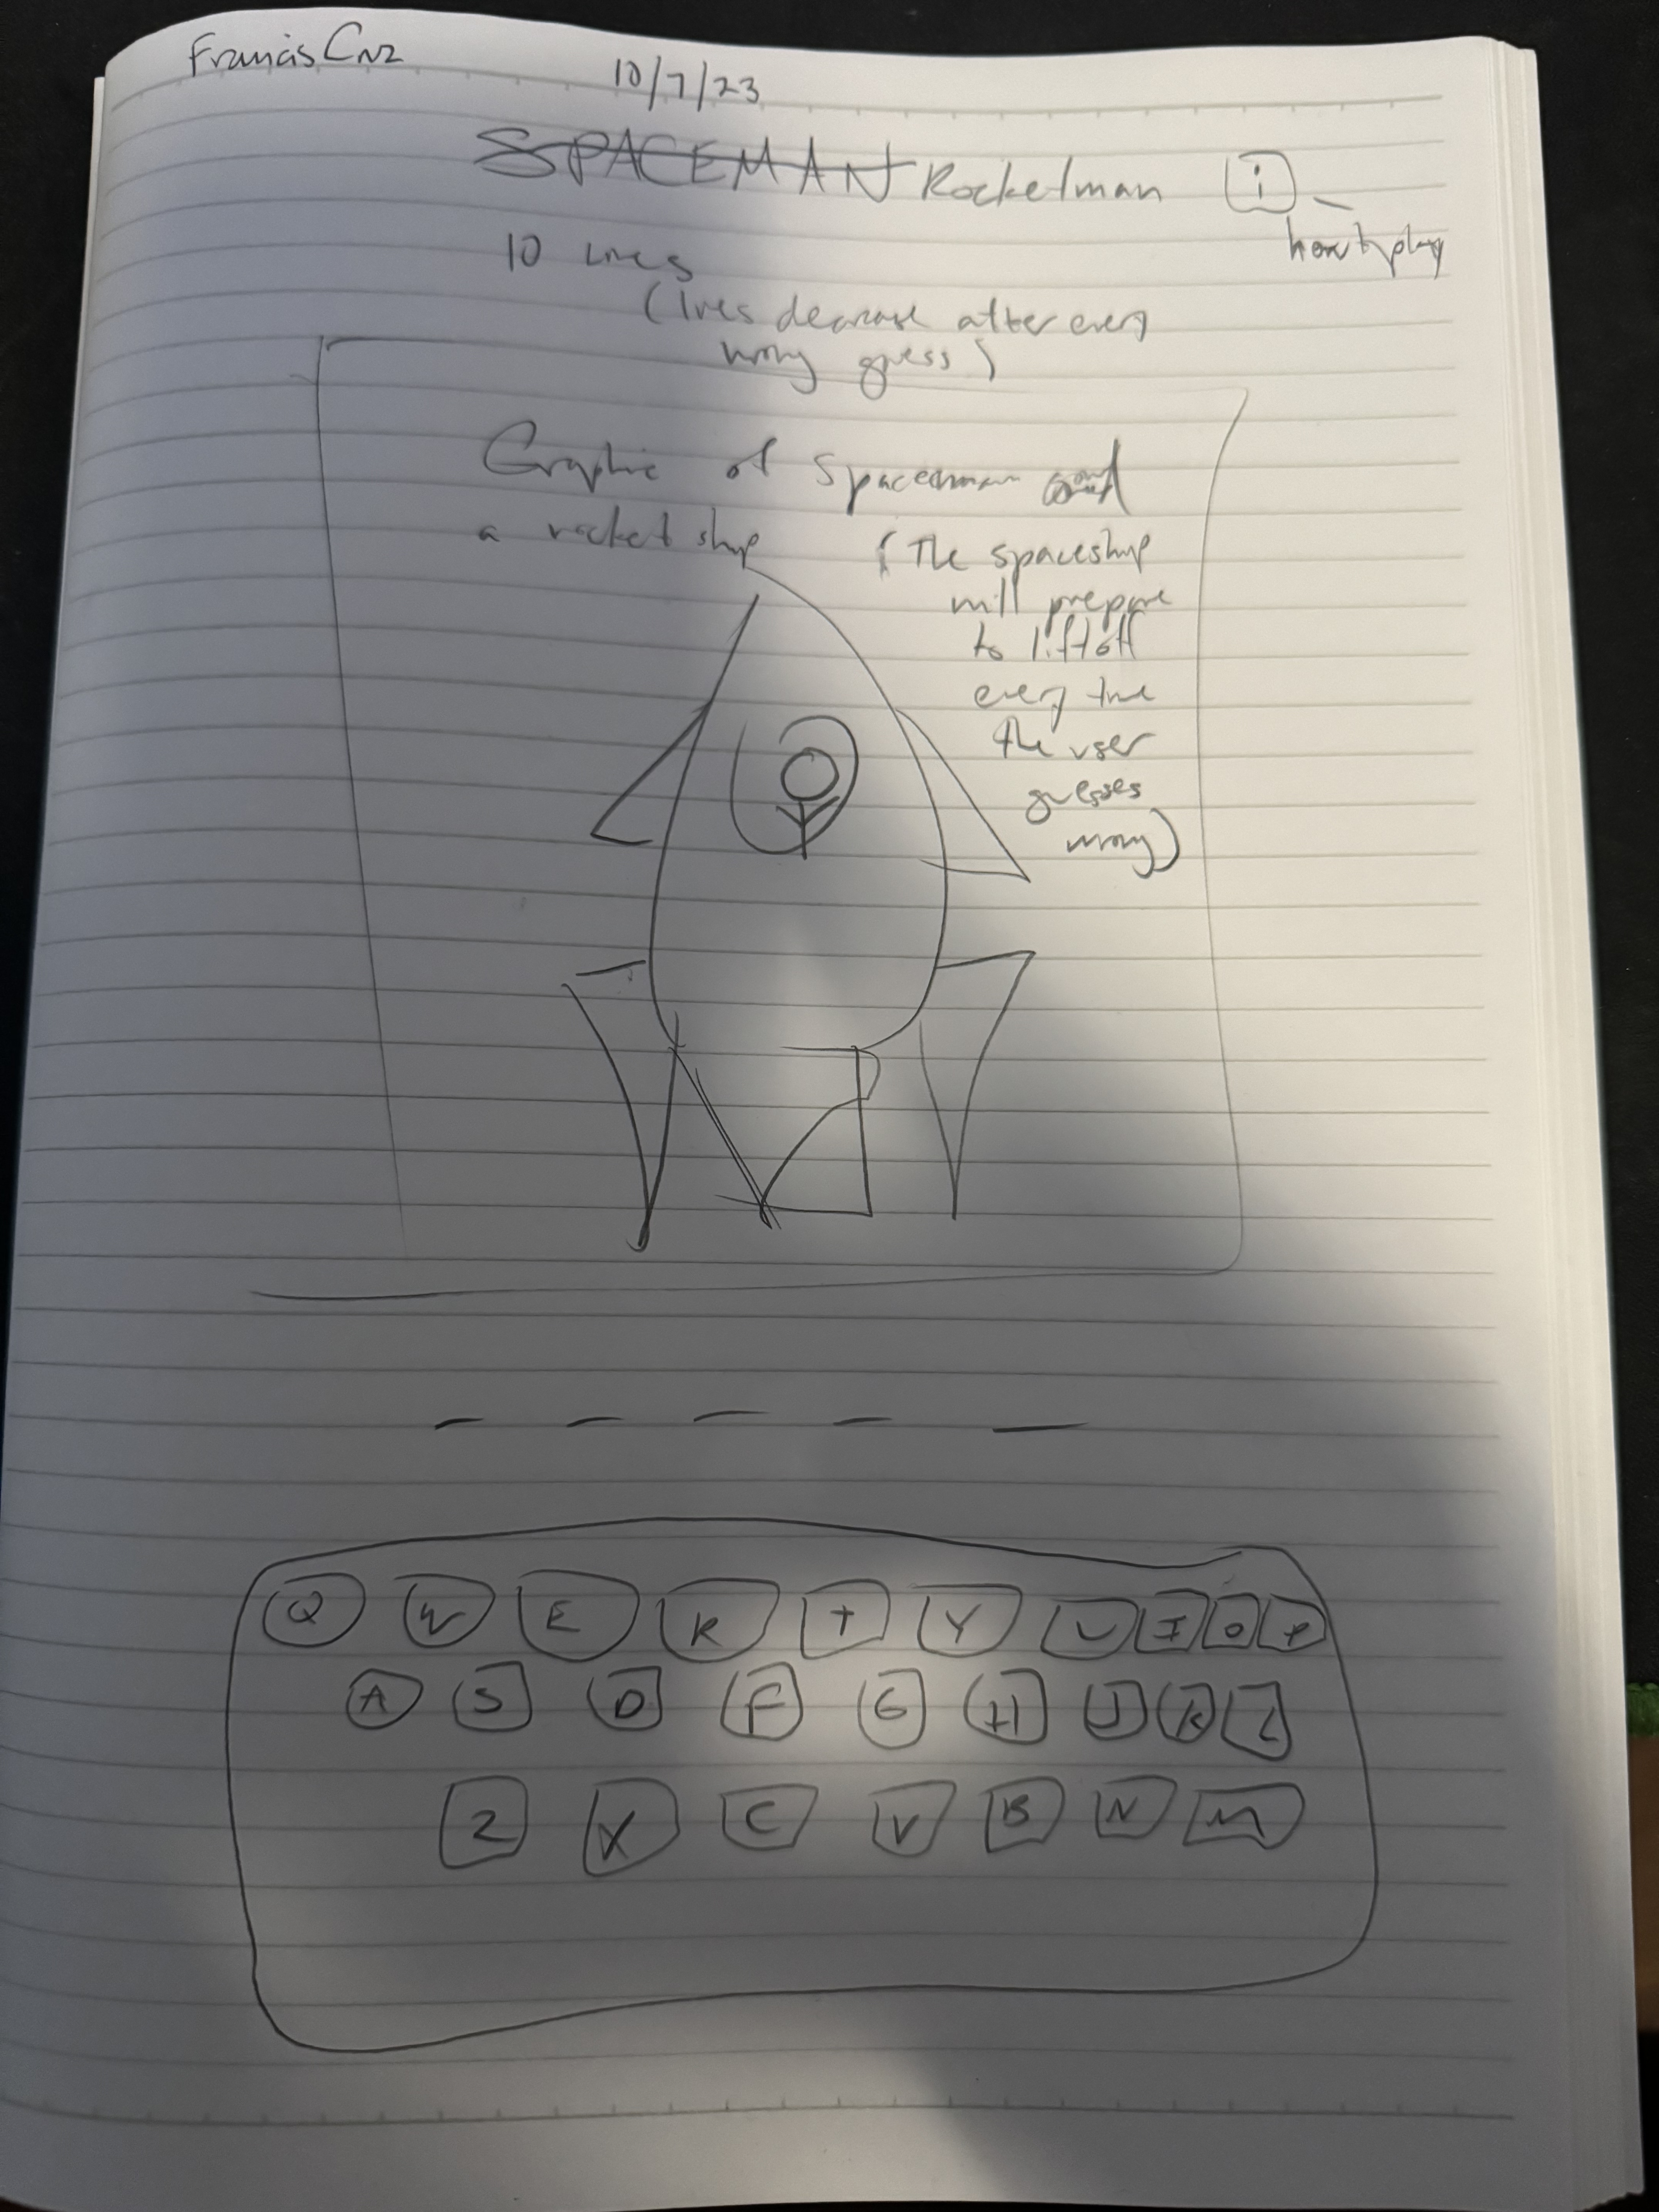 Francis Cruz
10/7/23
SPACEMAN Rocketman i
how to play
10 lives
(lives decrease after every
wrong guess)
Graphic of spaceman and
a rocket ship
(The spaceship
will prepare
to liftoff
every time
the user
guesses
wrong)
Q W E R T Y U I O P
A S D F G H J K L
Z X C V B N M